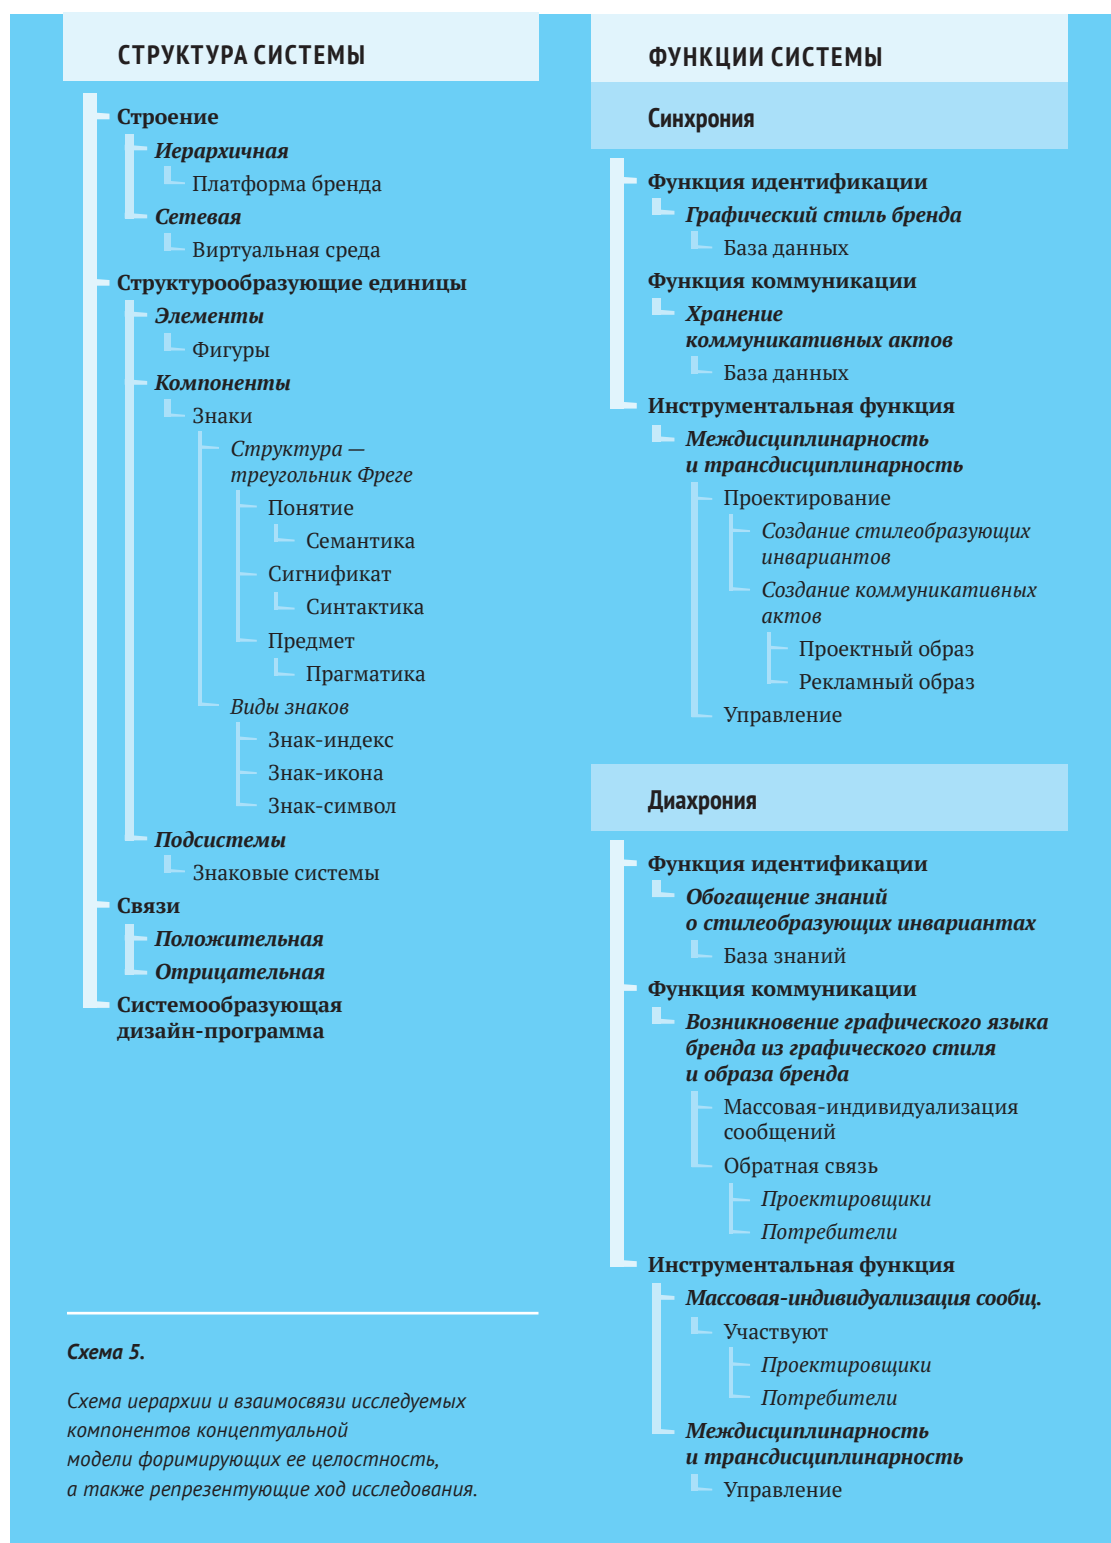 СТРУКТУРА СИСТЕМЫ
Строение
Иерархичная
Платформа бренда
Сетевая
Виртуальная среда
Структурообразующие единицы
Элементы
Фигуры
Компоненты
Знаки
Структура —
треугольник Фреге
Понятие
Семантика
Сигнификат
Синтактика
Предмет
Прагматика
Виды знаков
Знак-индекс
Знак-икона
Знак-символ
Подсистемы
Знаковые системы
Связи
Положительная
Отрицательная
Системообразующая
дизайн-программа
Схема 5.
Схема иерархии и взаимосвязи исследуемых
компонентов концептуальной
модели форимирующих ее целостность,
а также репрезентующие ход исследования.
ФУНКЦИИ СИСТЕМЫ
Синхрония
Функция идентификации
Графический стиль бренда
База данных
Функция коммуникации
Хранение
коммуникативных актов
База данных
Инструментальная функция
Междисциплинарность
и трансдисциплинарность
Проектирование
Создание стилеобразующих
инвариантов
Создание коммуникативных
актов
Проектный образ
Рекламный образ
Управление
Диахрония
Функция идентификации
Обогащение знаний
о стилеобразующих инвариантах
База знаний
Функция коммуникации
Возникновение графического языка
бренда из графического стиля
и образа бренда
Массовая-индивидуализация
сообщений
Обратная связь
Проектировщики
Потребители
Инструментальная функция
Массовая-индивидуализация сообщ.
Участвуют
Проектировщики
Потребители
Междисциплинарность
и трансдисциплинарность
Управление